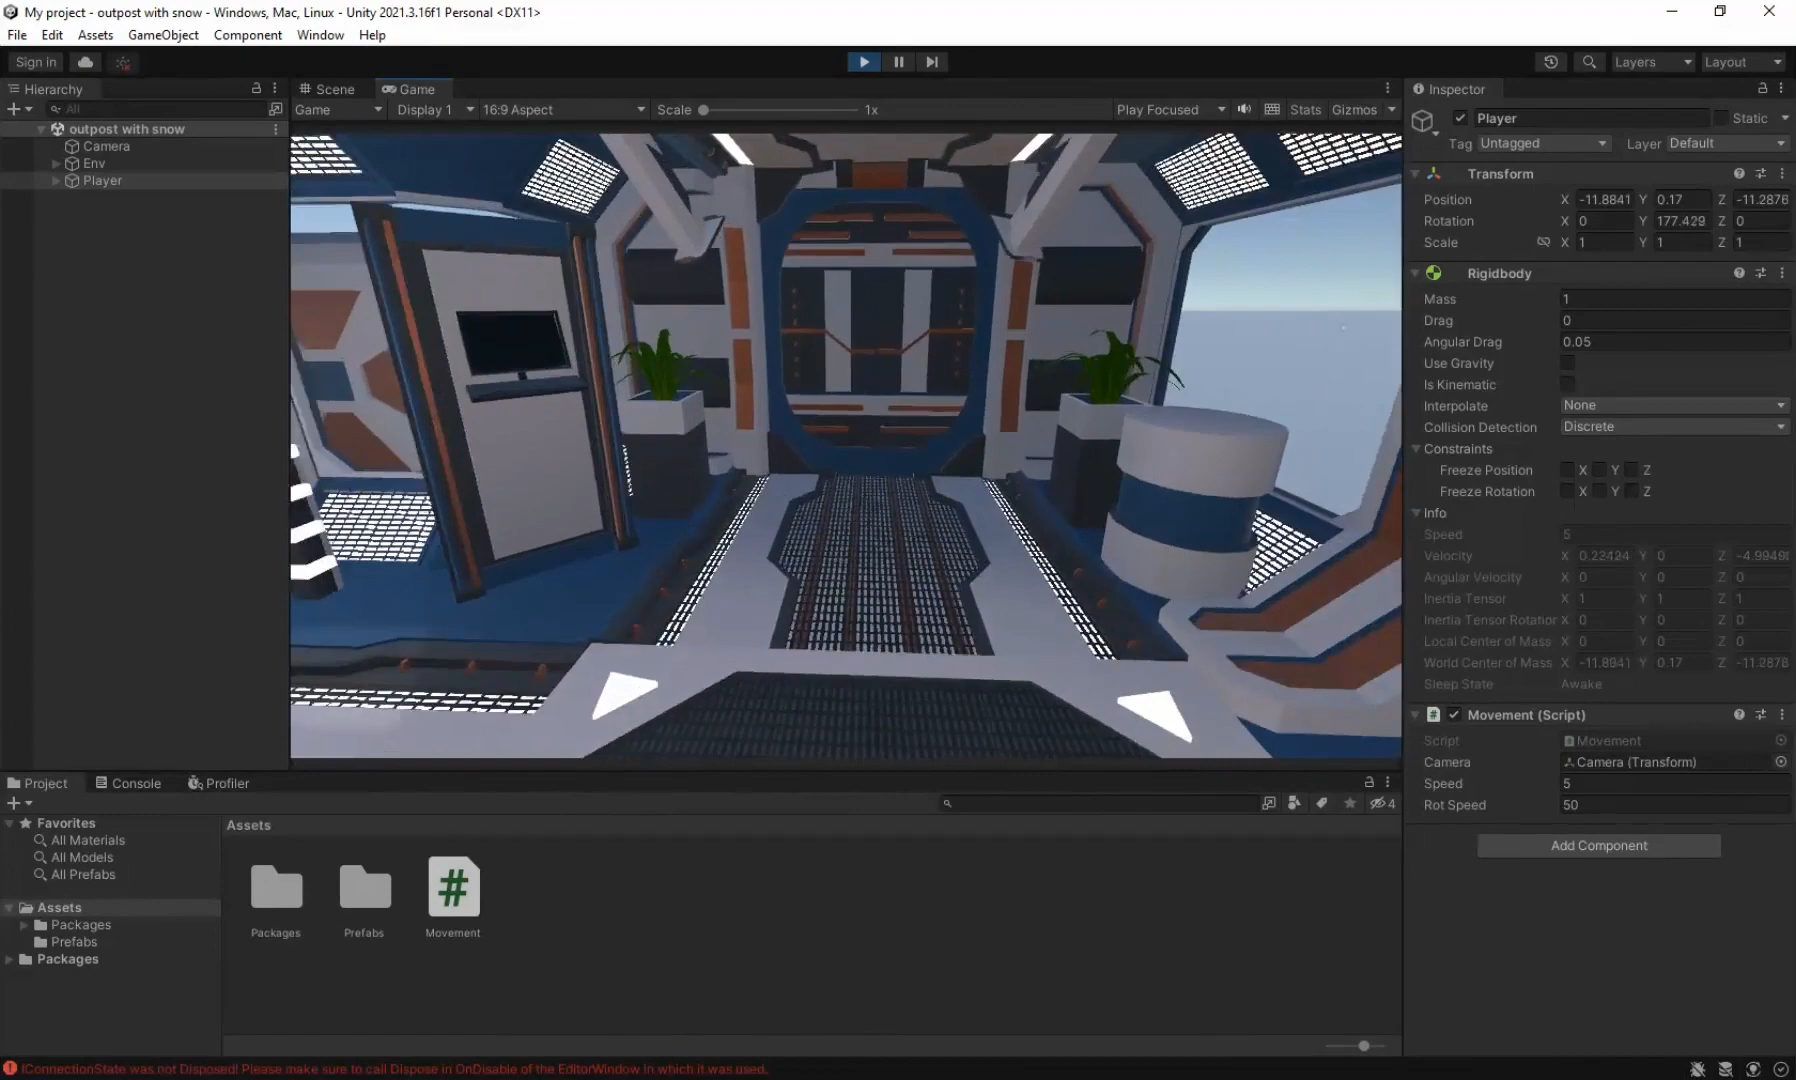 My project - outpost with snow - Windows, Mac, Linux - Unity 2021.3.16f1 Personal <DX11>
File Edit Assets GameObject Component Window Help
Sign in
Layers
Layout
Hierarchy
All
outpost with snow
Camera
Env
Player
Scene Game
Game Display 1 16:9 Aspect Scale 1x Play Focused Stats Gizmos
Inspector
Player Static
Tag Untagged Layer Default
Transform
Position X -11.8841 Y 0.17 Z -11.2876
Rotation X 0 Y 177.429 Z 0
Scale X 1 Y 1 Z 1
Rigidbody
Mass 1
Drag 0
Angular Drag 0.05
Use Gravity
Is Kinematic
Interpolate None
Collision Detection Discrete
Constraints
Freeze Position X Y Z
Freeze Rotation X Y Z
Info
Speed 5
Velocity X 0.22424 Y 0 Z -4.99498
Angular Velocity X 0 Y 0 Z 0
Inertia Tensor X 1 Y 1 Z 1
Inertia Tensor Rotation X 0 Y 0 Z 0
Local Center of Mass X 0 Y 0 Z 0
World Center of Mass X -11.8941 Y 0.17 Z -11.2878
Sleep State Awake
# Movement (Script)
Script Movement
Camera Camera (Transform)
Speed 5
Rot Speed 50
Add Component
Project Console Profiler
4
Favorites
All Materials
All Models
All Prefabs
Assets
Packages
Prefabs
Packages
Assets
#
Packages Prefabs Movement
IConnectionState was not Disposed! Please make sure to call Dispose in OnDisable of the EditorWindow in which it was used.